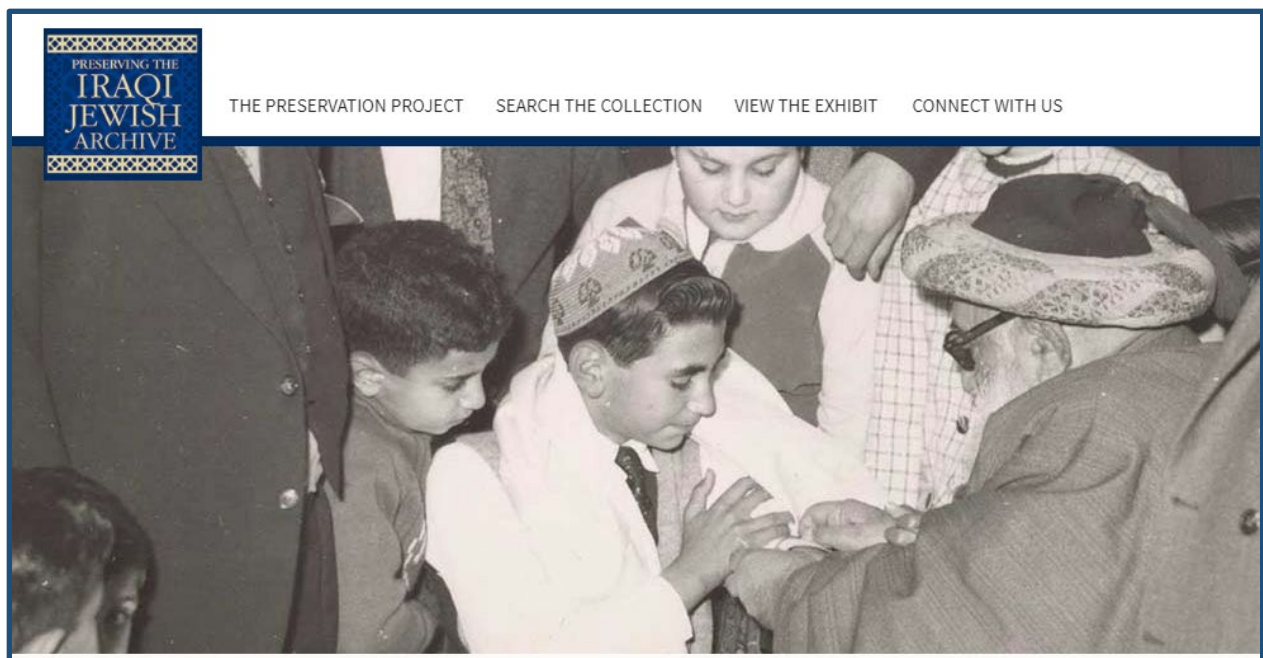 PRESERVING THE
IRAQI
JEWISH
ARCHIVE
THE PRESERVATION PROJECT SEARCH THE COLLECTION VIEW THE EXHIBIT CONNECT WITH US